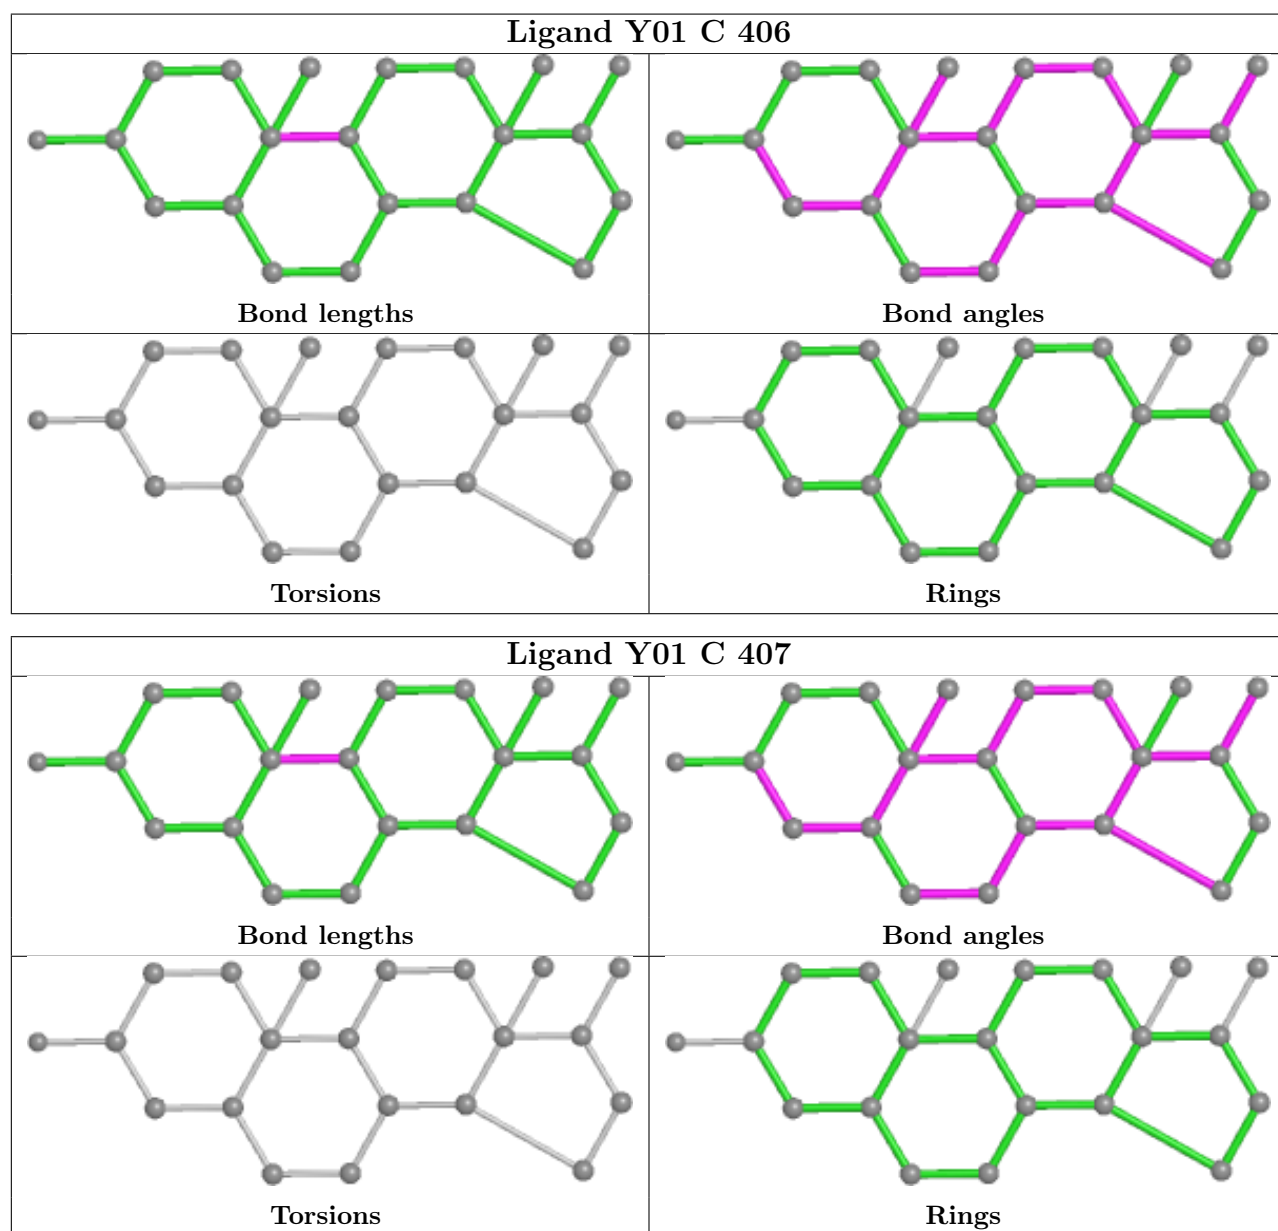 Ligand Y01 C 406
Bond lengths
Bond angles
Torsions
Rings
Ligand Y01 C 407
Bond lengths
Bond angles
Torsions
Rings